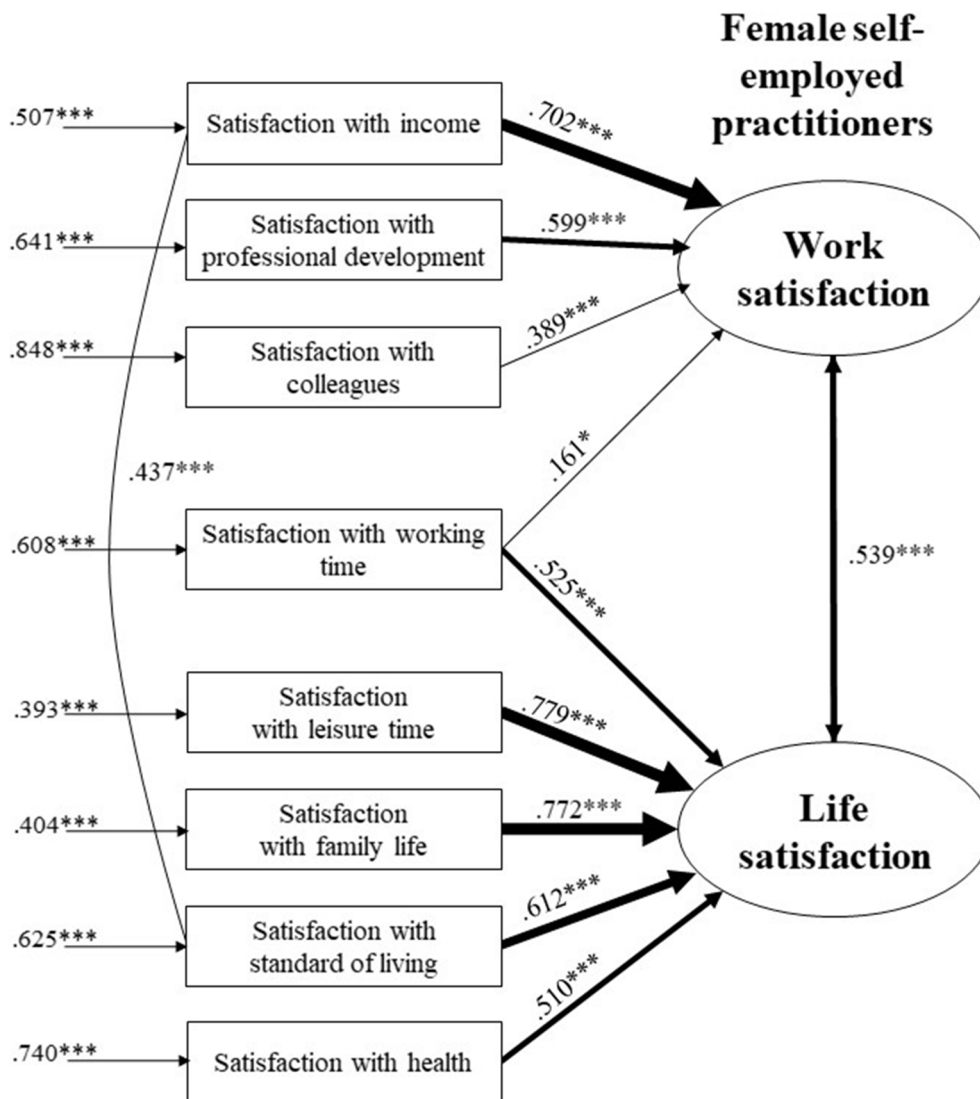 Female self-
employed
practitioners
.507***
Satisfaction with income
.702***
.641***
Satisfaction with
professional development
.599***
Work
satisfaction
.848***
Satisfaction with
colleagues
.389***
.437***
.161*
.608***
Satisfaction with working
time
.525***
.539***
.393***
Satisfaction
with leisure time
.779***
.404***
Satisfaction
with family life
.772***
Life
satisfaction
.625***
Satisfaction with
standard of living
.612***
.740***
Satisfaction with health
.510***